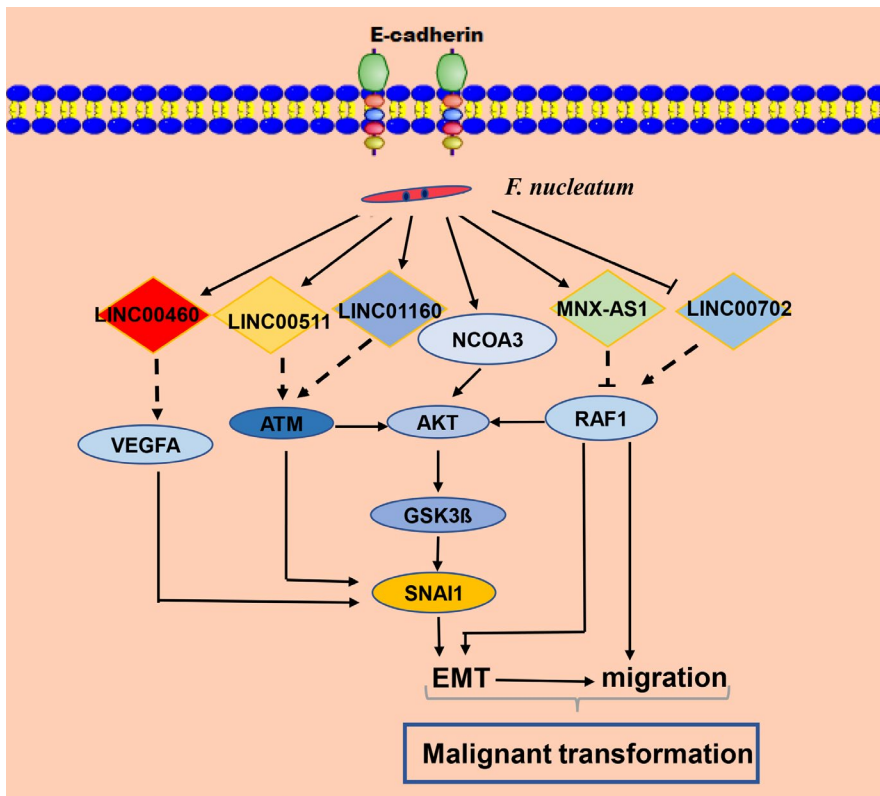 E-cadherin
F. nucleatum
LINC00460
LINC00511
LINC01160
NCOA3
MNX-AS1
LINC00702
VEGFA
ATM
AKT
RAF1
GSK3ß
SNAI1
EMT
migration
Malignant transformation